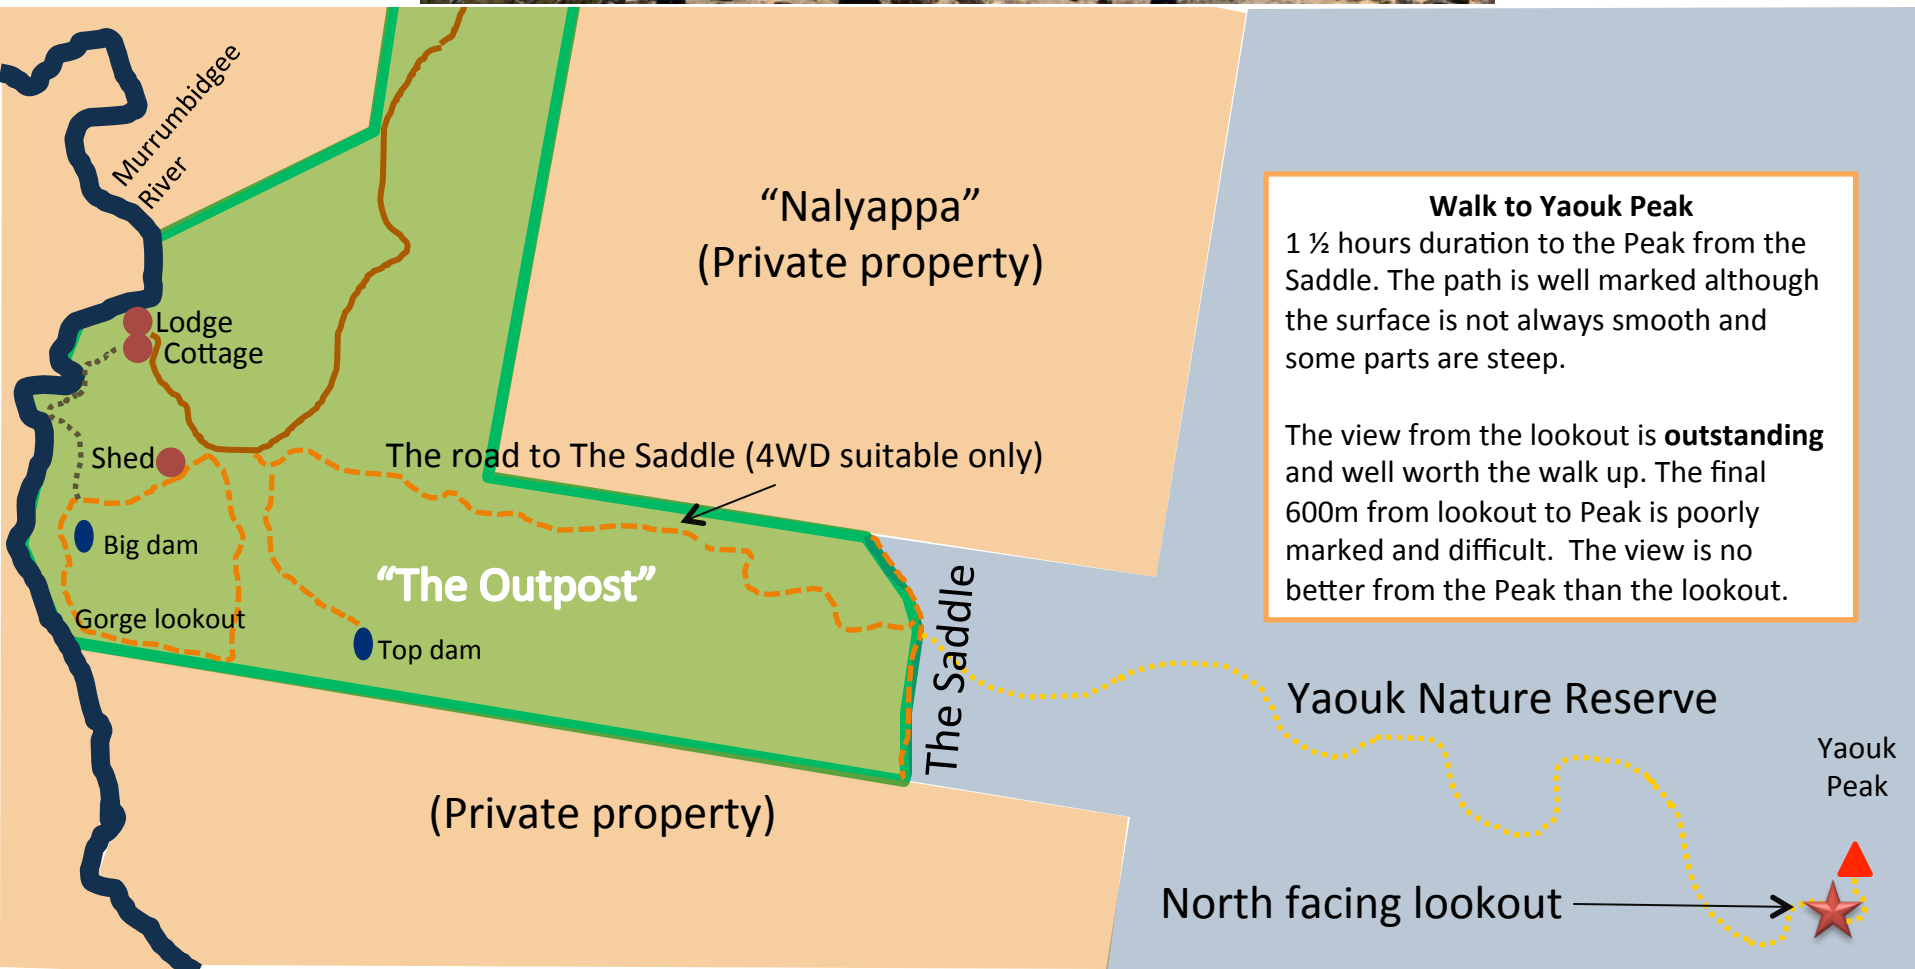 Murrumbidgee
River
“Nalyappa”
(Private property)
Lodge
Cottage
Shed
The road to The Saddle (4WD suitable only)
Big dam
“The Outpost”
Gorge lookout
Top dam
The Saddle
(Private property)
Walk to Yaouk Peak
1 ½ hours duration to the Peak from the
Saddle. The path is well marked although
the surface is not always smooth and
some parts are steep.
The view from the lookout is outstanding
and well worth the walk up. The final
600m from lookout to Peak is poorly
marked and difficult.  The view is no
better from the Peak than the lookout.
Yaouk Nature Reserve
Yaouk
Peak
North facing lookout